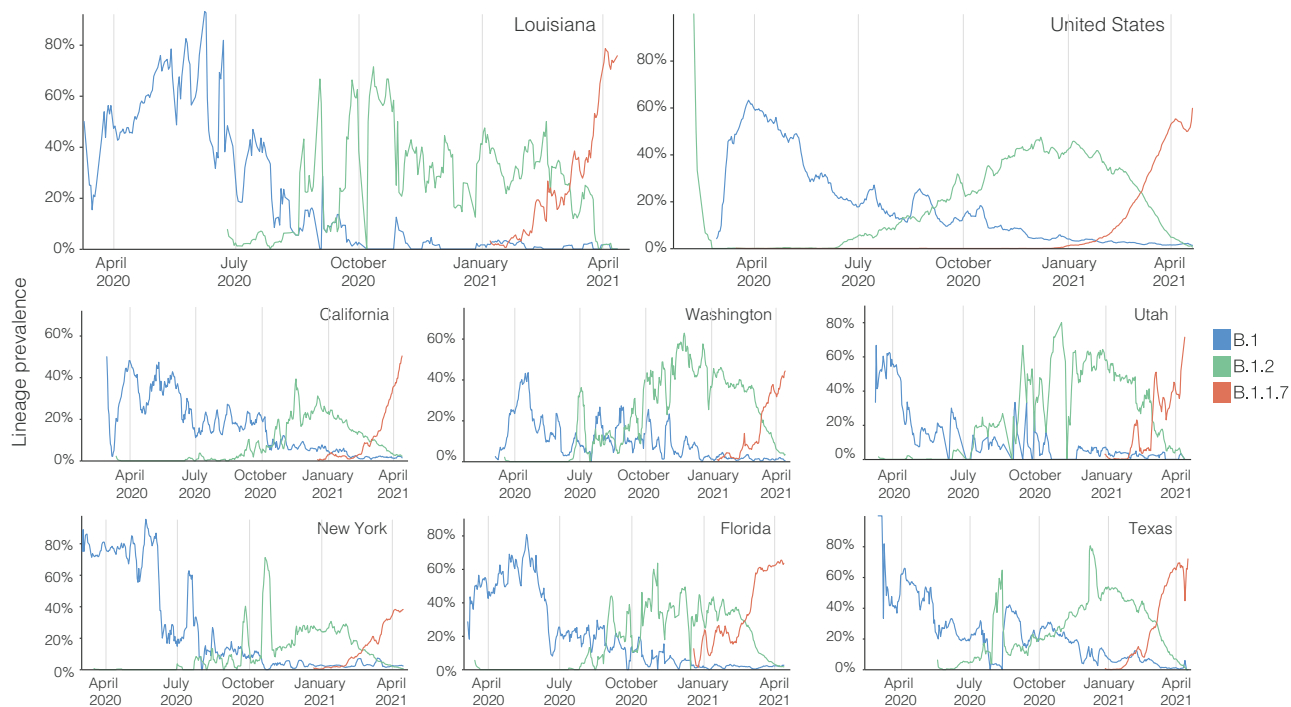 Louisiana
80%
60%
40%
20%
0%
April
2020
July
2020
October
2020
January
2021
April
2021
United States
80%
60%
40%
20%
0%
April
2020
July
2020
October
2020
January
2021
April
2021
Lineage prevalence
California
60%
40%
20%
0%
April
2020
July
2020
October
2020
January
2021
April
2021
Washington
60%
40%
20%
0%
April
2020
July
2020
October
2020
January
2021
April
2021
Utah
80%
60%
40%
20%
0%
April
2020
July
2020
October
2020
January
2021
April
2021
B.1
B.1.2
B.1.1.7
New York
80%
60%
40%
20%
0%
April
2020
July
2020
October
2020
January
2021
April
2021
Florida
80%
60%
40%
20%
0%
April
2020
July
2020
October
2020
January
2021
April
2021
Texas
80%
60%
40%
20%
0%
April
2020
July
2020
October
2020
January
2021
April
2021